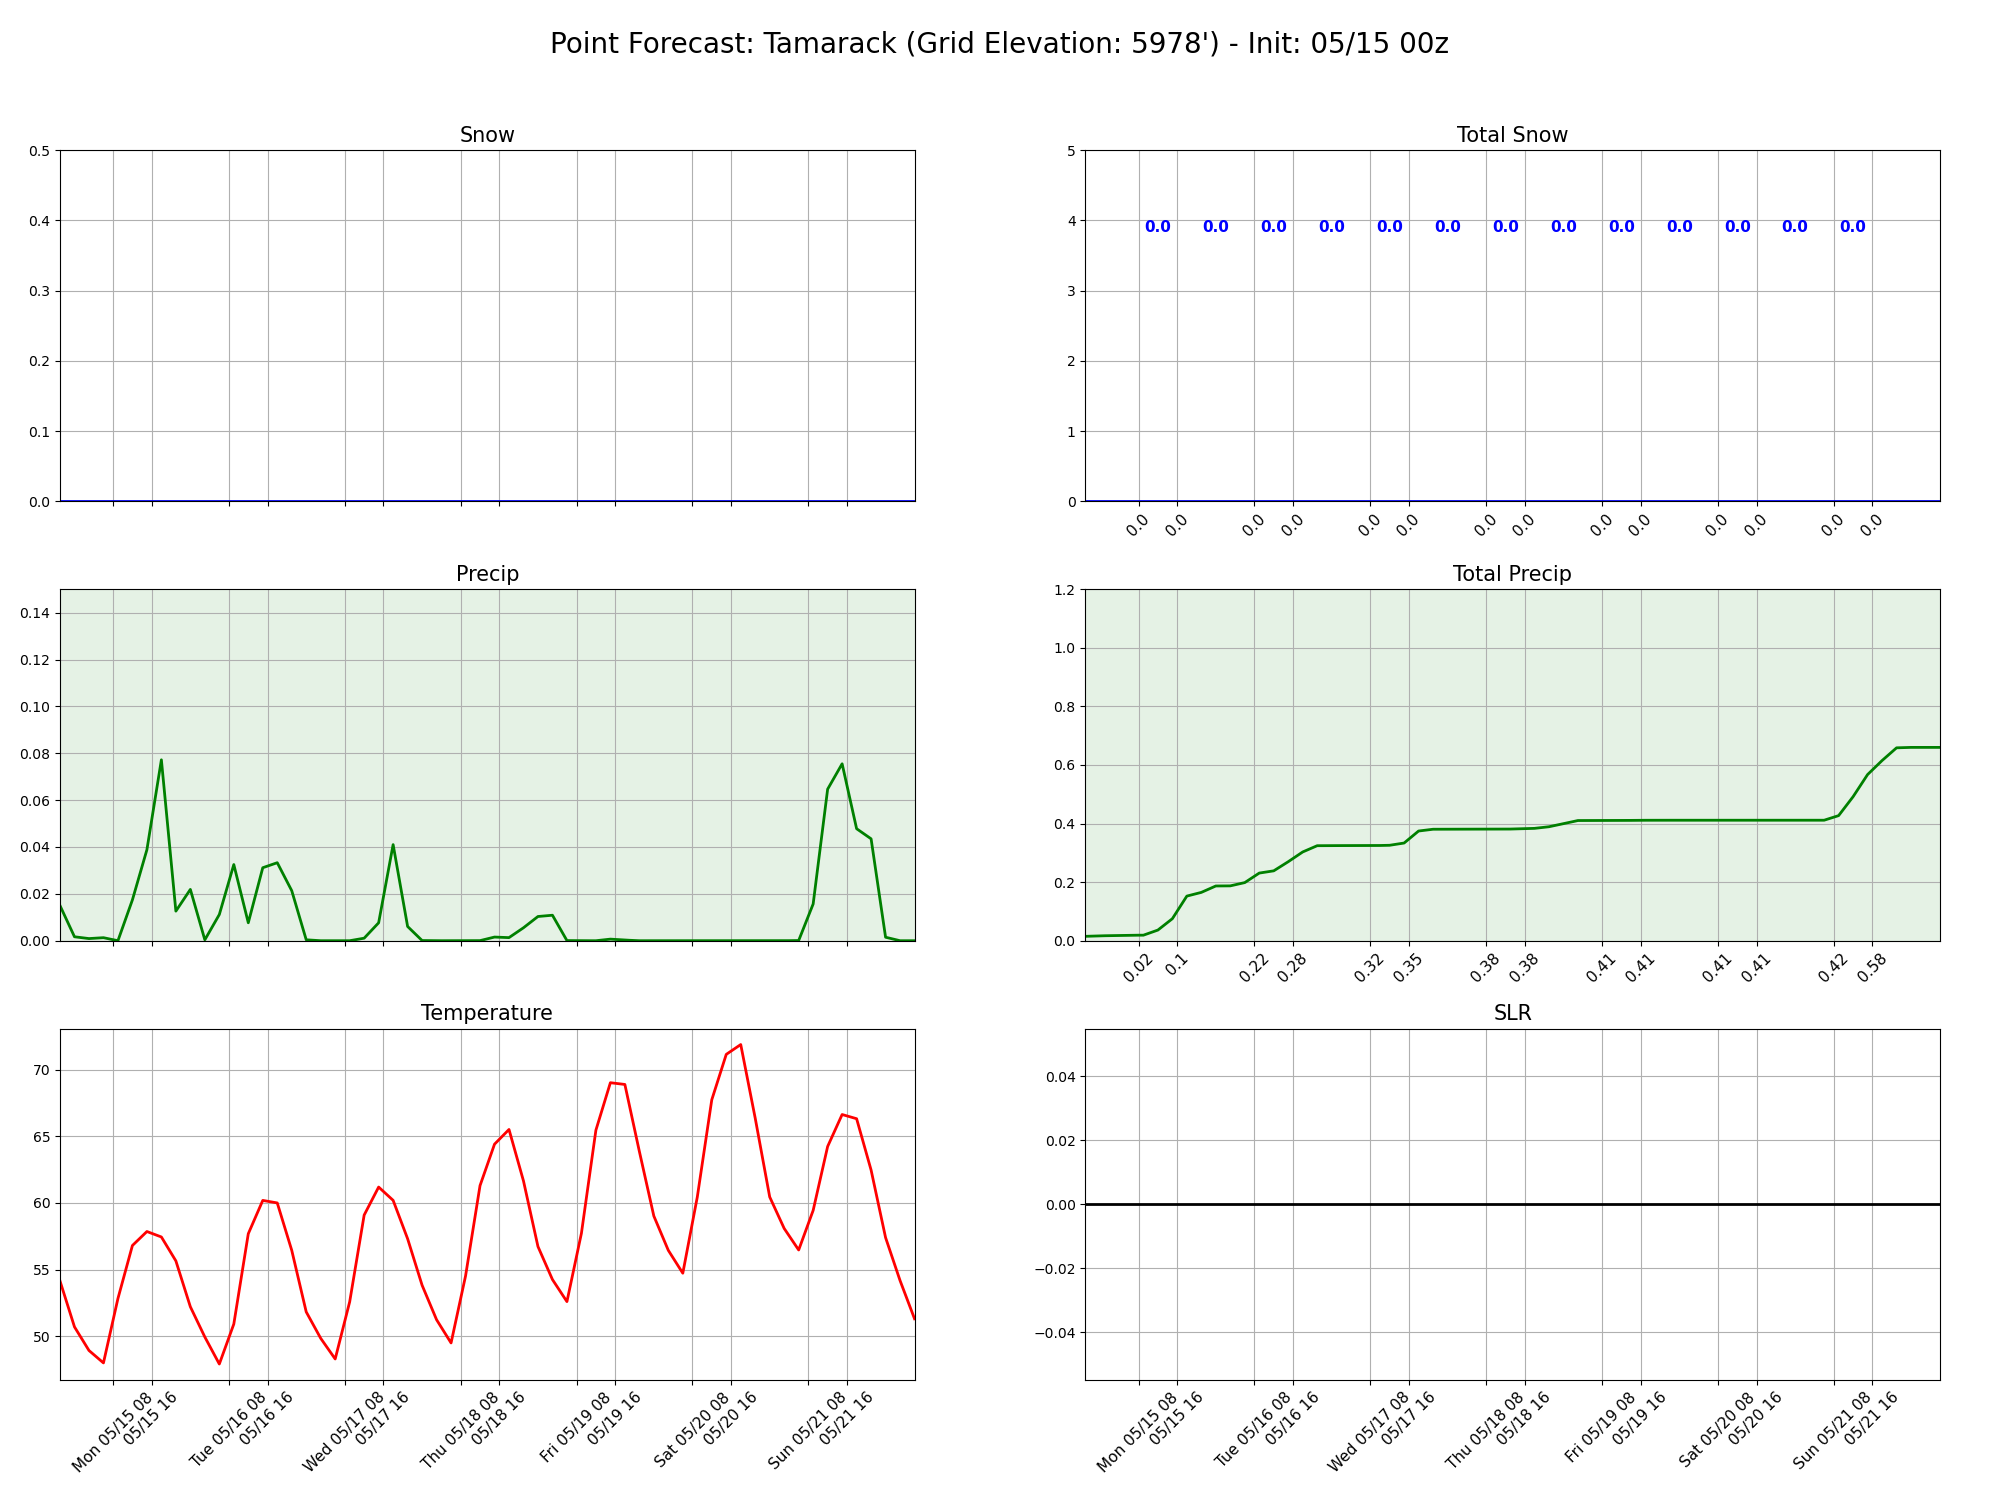 Point Forecast: Tamarack (Grid Elevation: 5978') - Init: 05/15 00z
Snow
0.5
0.4
0.3
0.2
0.1
0.0
Total Snow
5
4
3
2
1
0
0.0 0.0 0.0 0.0 0.0 0.0 0.0 0.0 0.0 0.0 0.0 0.0 0.0
0.0 0.0 0.0 0.0 0.0 0.0 0.0 0.0 0.0 0.0 0.0 0.0 0.0 0.0
Precip
0.14
0.12
0.10
0.08
0.06
0.04
0.02
0.00
Total Precip
1.2
1.0
0.8
0.6
0.4
0.2
0.0
0.02 0.1 0.22 0.28 0.32 0.35 0.38 0.38 0.41 0.41 0.41 0.41 0.42 0.58
Temperature
70
65
60
55
50
Mon 05/15 08
05/15 16
Tue 05/16 08
05/16 16
Wed 05/17 08
05/17 16
Thu 05/18 08
05/18 16
Fri 05/19 08
05/19 16
Sat 05/20 08
05/20 16
Sun 05/21 08
05/21 16
SLR
0.04
0.02
0.00
−0.02
−0.04
Mon 05/15 08
05/15 16
Tue 05/16 08
05/16 16
Wed 05/17 08
05/17 16
Thu 05/18 08
05/18 16
Fri 05/19 08
05/19 16
Sat 05/20 08
05/20 16
Sun 05/21 08
05/21 16